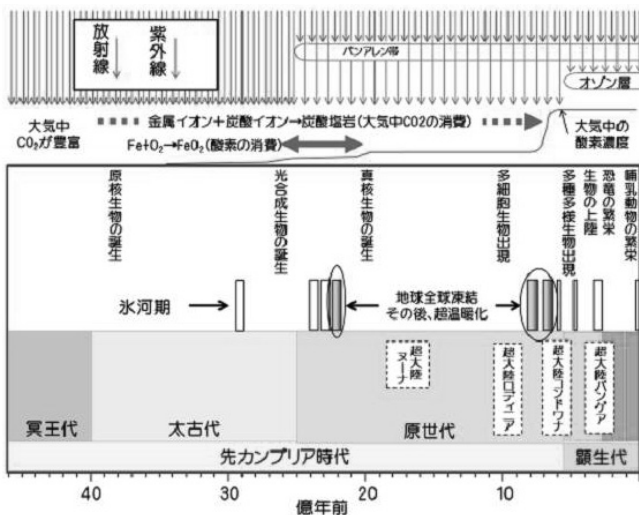 放射線
紫外線
バンアレン帯
オゾン層
大気中
CO₂が豊富
金属イオン+炭酸イオン→炭酸塩岩(大気中CO2の消費)
Fe+O₂→FeO₂(酸素の消費)
大気中の
酸素濃度
原核生物の誕生
光合成生物の誕生
真核生物の誕生
多細胞生物出現
多種多様生物出現
生物の上陸
恐竜の繁栄
哺乳動物の繁栄
氷河期
地球全球凍結
その後、超温暖化
超大陸
ヌーナ
超大陸ロディニア
超大陸ゴンドワナ
超大陸パンゲア
冥王代
太古代
原世代
先カンブリア時代
顕生代
40
30
20
10
億年前